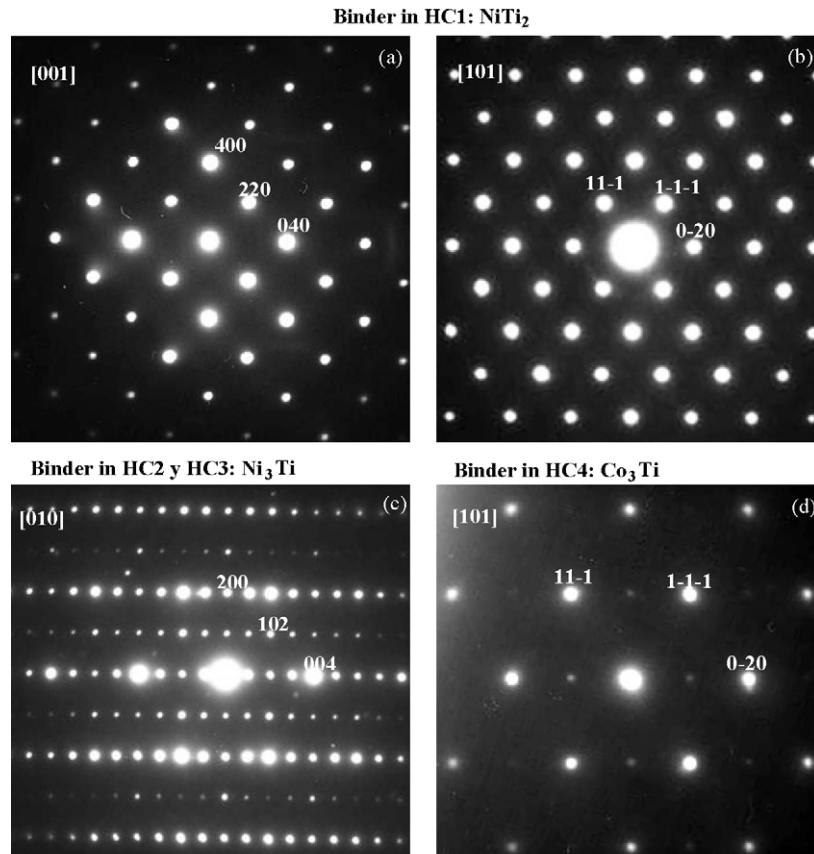 Binder in HC1: NiTi₂
(a)
[001]
400
220
040
(b)
[101]
11-1
1-1-1
0-20
Binder in HC2 y HC3: Ni₃Ti
(c)
[010]
200
102
004
Binder in HC4: Co₃Ti
(d)
[101]
11-1
1-1-1
0-20